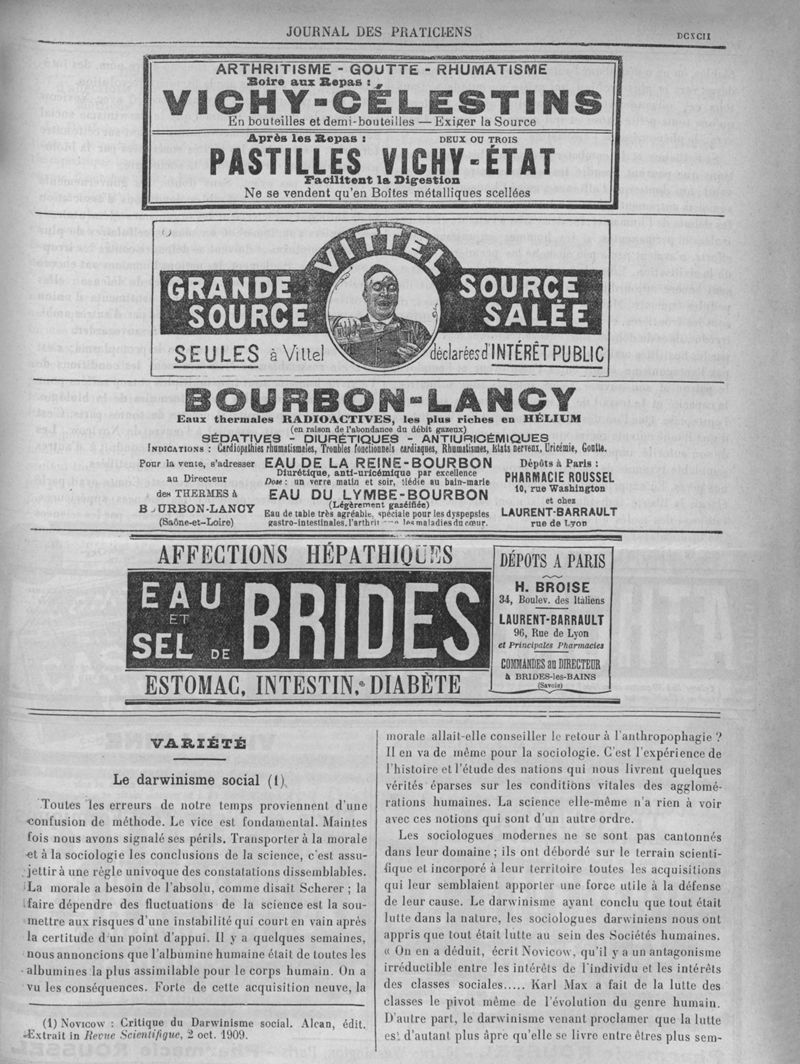 JOURNAL DES PRATICIENS
DCXCII
ARTHRITISME - GOUTTE - RHUMATISME
Boire aux Repas :
VICHY-CÉLESTINS
En bouteilles et demi-bouteilles — Exiger la Source
Après les Repas : DEUX OU TROIS
PASTILLES VICHY-ÉTAT
Facilitent la Digestion
Ne se vendent qu'en Boîtes métalliques scellées
VITTEL
GRANDE SOURCE
SOURCE SALÉE
SEULES à Vittel déclarées d'INTÉRÊT PUBLIC
BOURBON-LANCY
Eaux thermales RADIOACTIVES, les plus riches en HÉLIUM
(en raison de l'abondance du débit gazeux)
SÉDATIVES - DIURÉTIQUES - ANTIURICÉMIQUES
INDICATIONS : Cardiopathies rhumatismales, Troubles fonctionnels cardiaques, Rhumatismes, Etats nerveux, Uricémie, Goutte.
Pour la vente, s'adresser
au Directeur
des THERMES à
B URBON-LANCY
(Saône-et-Loire)
EAU DE LA REINE-BOURBON
Diurétique, anti-uricémique par excellence
Dose : un verre matin et soir, tiédie au bain-marie
EAU DU LYMBE-BOURBON
(Légèrement gazéifiée)
Eau de table très agréable, spéciale pour les dyspepsies
gastro-intestinales, l'arthrit les maladies du cœur.
Dépôts à Paris :
PHARMACIE ROUSSEL
10, rue Washington
et chez
LAURENT-BARRAULT
rue de Lyon
AFFECTIONS HÉPATHIQUES
EAU
ET
SEL DE
BRIDES
ESTOMAC, INTESTIN, DIABÈTE
DÉPOTS A PARIS
H. BROISE
34, Boulev. des Italiens
LAURENT-BARRAULT
96, Rue de Lyon
et Principales Pharmacies
COMMANDES au DIRECTEUR
à BRIDES-les-BAINS
(Savoie)
VARIÉTÉ
Le darwinisme social (1)
Toutes les erreurs de notre temps proviennent d'une
confusion de méthode. Le vice est fondamental. Maintes
fois nous avons signalé ses périls. Transporter à la morale
et à la sociologie les conclusions de la science, c'est assu-
jettir à une règle univoque des constatations dissemblables.
La morale a besoin de l'absolu, comme disait Scherer ; la
faire dépendre des fluctuations de la science est la sou-
mettre aux risques d'une instabilité qui court en vain après
la certitude d'un point d'appui. Il y a quelques semaines,
nous annoncions que l'albumine humaine était de toutes les
albumines la plus assimilable pour le corps humain. On a
vu les conséquences. Forte de cette acquisition neuve, la
(1) NOVICOW : Critique du Darwinisme social. Alcan, édit.
Extrait in Revue Scientifique, 2 oct. 1909.
morale allait-elle conseiller le retour à l'anthropophagie ?
Il en va de même pour la sociologie. C'est l'expérience de
l'histoire et l'étude des nations qui nous livrent quelques
vérités éparses sur les conditions vitales des agglomé-
rations humaines. La science elle-même n'a rien à voir
avec ces notions qui sont d'un autre ordre.
Les sociologues modernes ne se sont pas cantonnés
dans leur domaine ; ils ont débordé sur le terrain scienti-
fique et incorporé à leur territoire toutes les acquisitions
qui leur semblaient apporter une force utile à la défense
de leur cause. Le darwinisme ayant conclu que tout était
lutte dans la nature, les sociologues darwiniens nous ont
appris que tout était lutte au sein des Sociétés humaines.
« On en a déduit, écrit Novicow, qu'il y a un antagonisme
irréductible entre les intérêts de l'individu et les intérêts
des classes sociales..... Karl Max a fait de la lutte des
classes le pivot même de l'évolution du genre humain.
D'autre part, le darwinisme venant proclamer que la lutte
est d'autant plus âpre qu'elle se livre entre êtres plus sem-